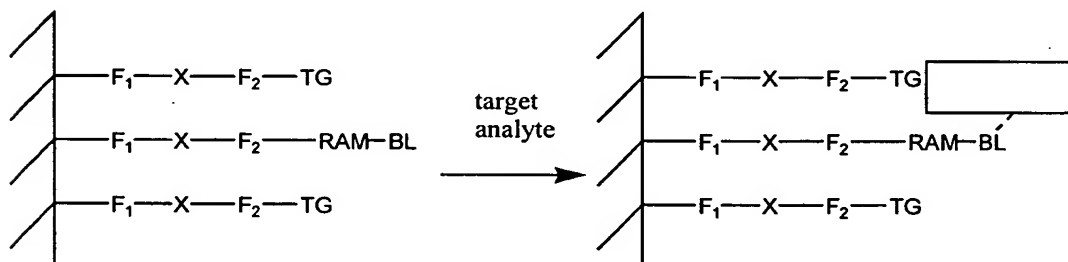 F₁—X—F₂—TG
F₁—X—F₂—RAM—BL
F₁—X—F₂—TG
target
analyte
F₁—X—F₂—TG
F₁—X—F₂—RAM—BL
F₁—X—F₂—TG